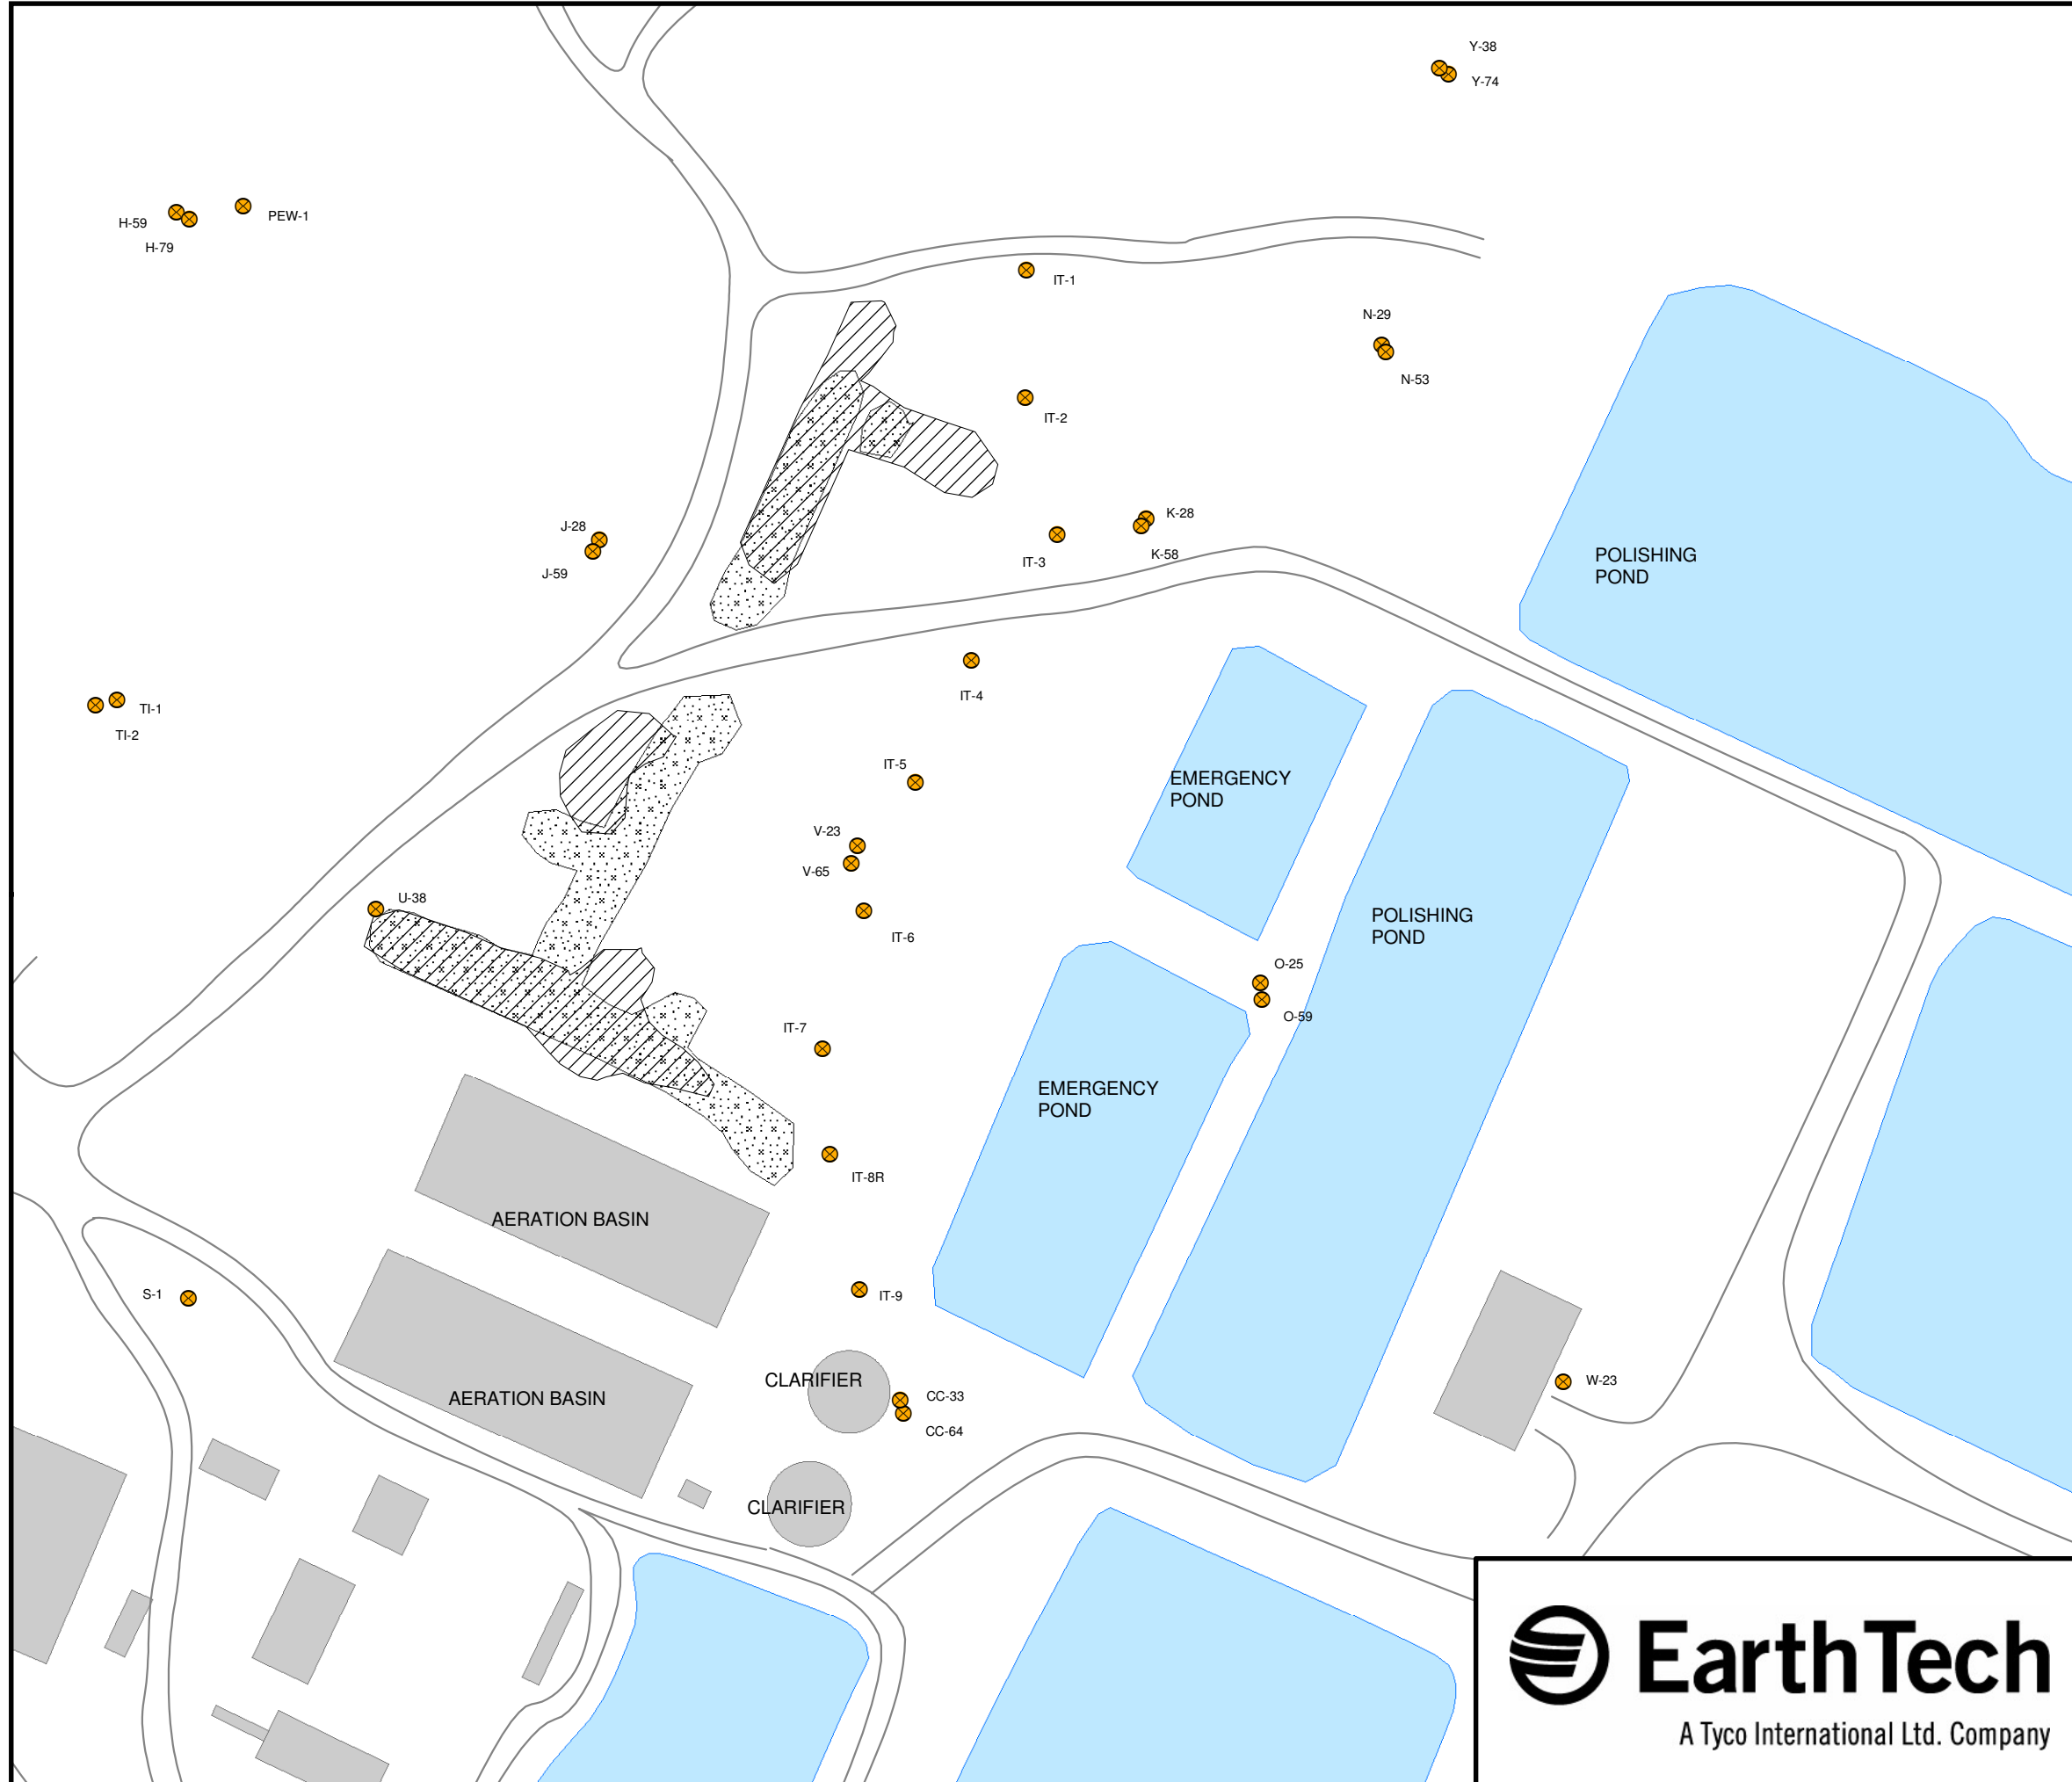 Y-38
Y-74
H-59
H-79
PEW-1
IT-1
N-29
N-53
IT-2
J-28
J-59
K-28
K-58
IT-3
POLISHING
POND
TI-1
TI-2
IT-4
IT-5
EMERGENCY
POND
V-23
V-65
U-38
IT-6
POLISHING
POND
O-25
O-59
IT-7
EMERGENCY
POND
IT-8R
AERATION BASIN
S-1
IT-9
CLARIFIER
CC-33
CC-64
W-23
AERATION BASIN
CLARIFIER
EarthTech
A Tyco International Ltd. Company